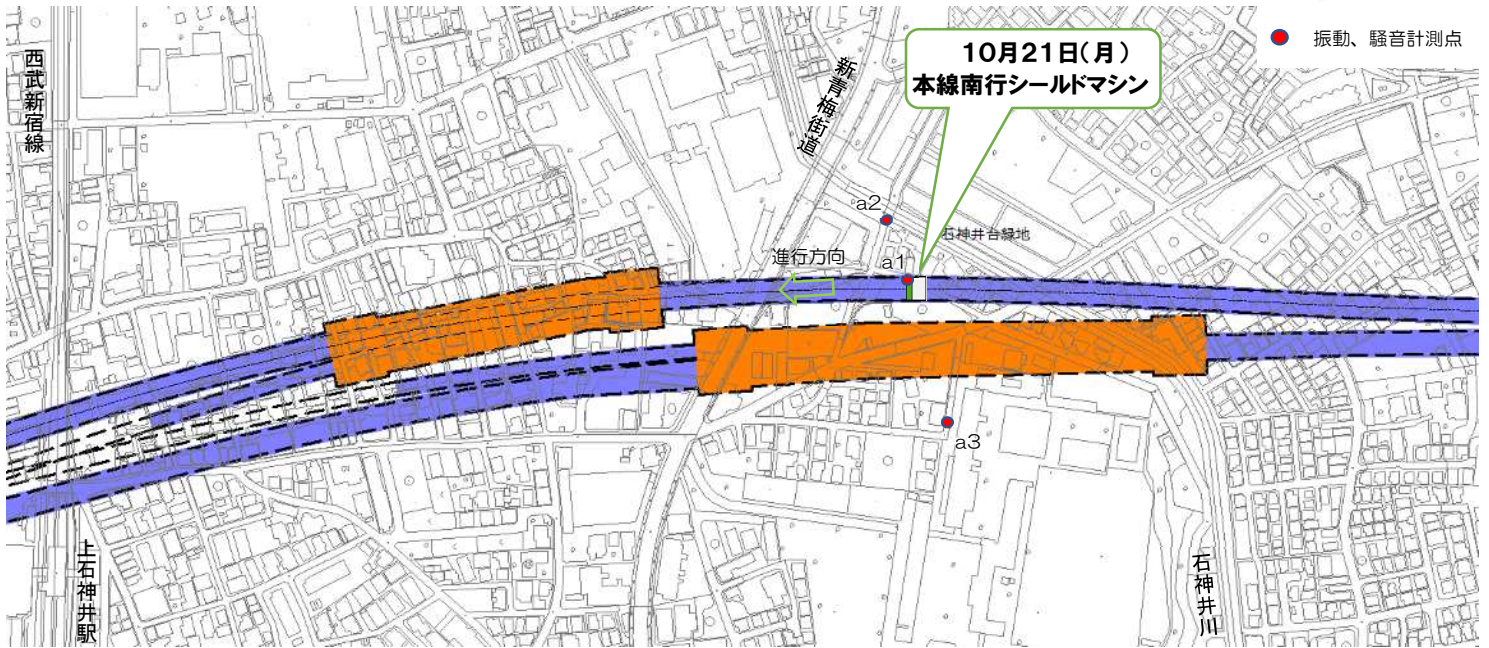 振動、騒音計測点
10月21日(月)
本線南行シールドマシン
西武新宿線
新青梅街道
a2
石神井台緑地
進行方向
a1
a3
上石神井駅
石神井川